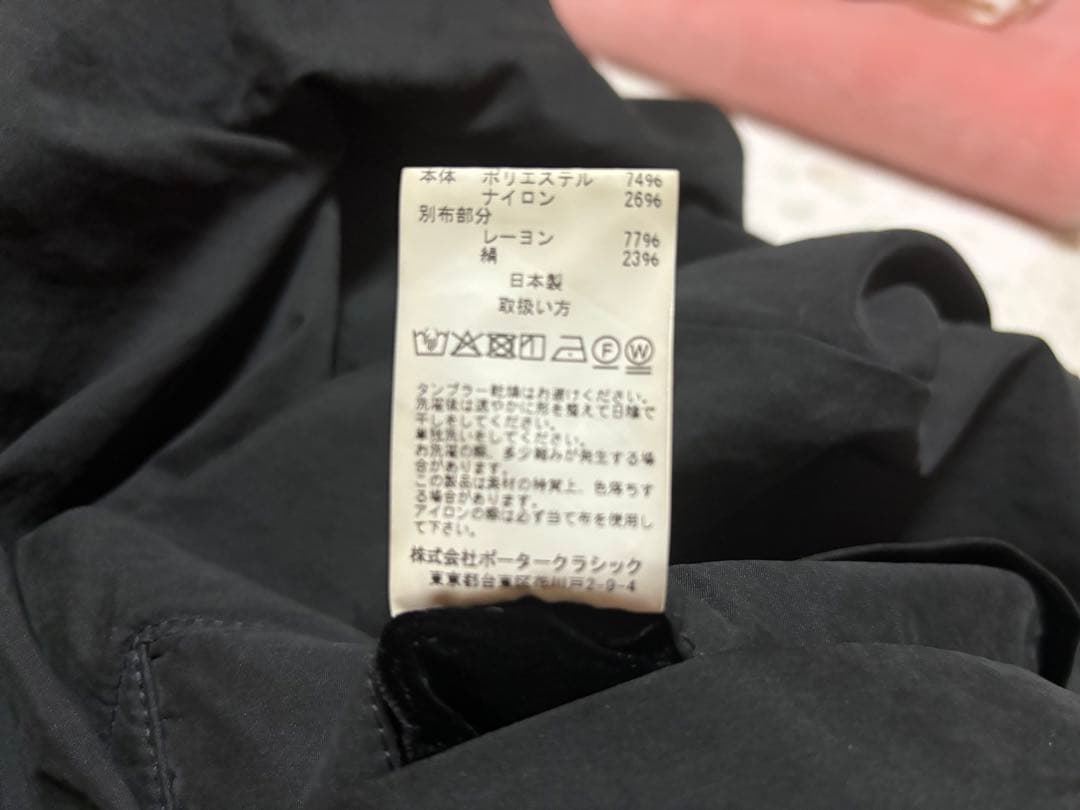 本体 ポリエステル 74%
ナイロン 26%
別布部分
レーヨン 77%
絹 23%
日本製
取扱い方
F W
タンブラー乾燥はお避けください。
洗濯後は速やかに形を整えて日陰で
干しをしてください。
単独洗いをしてください。
お洗濯の際、多少縮みが発生する場
合があります。
この製品は素材の特質上、色落ちす
る場合があります。
アイロンの際は必ず当て布を使用し
て下さい。
株式会社ポータークラシック
東京都台東区花川戸2-9-4